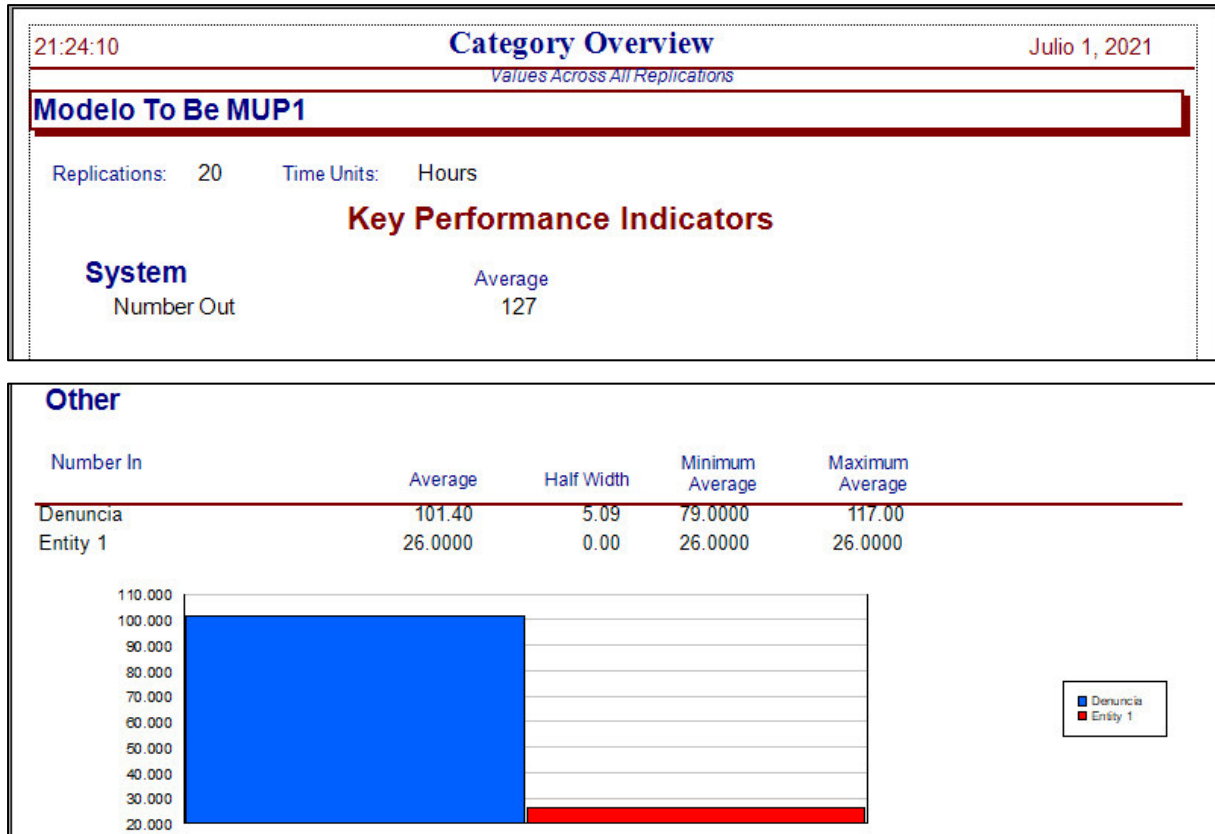 21:24:10 Category Overview Julio 1, 2021
Values Across All Replications
Modelo To Be MUP1
Replications: 20 Time Units: Hours
Key Performance Indicators
System Average
Number Out 127
Other
Number In Average Half Width Minimum Average Maximum Average
Denuncia 101.40 5.09 79.0000 117.00
Entity 1 26.0000 0.00 26.0000 26.0000
110.000
100.000
90.000
80.000
70.000
60.000
50.000
40.000
30.000
20.000
Denuncia
Entity 1